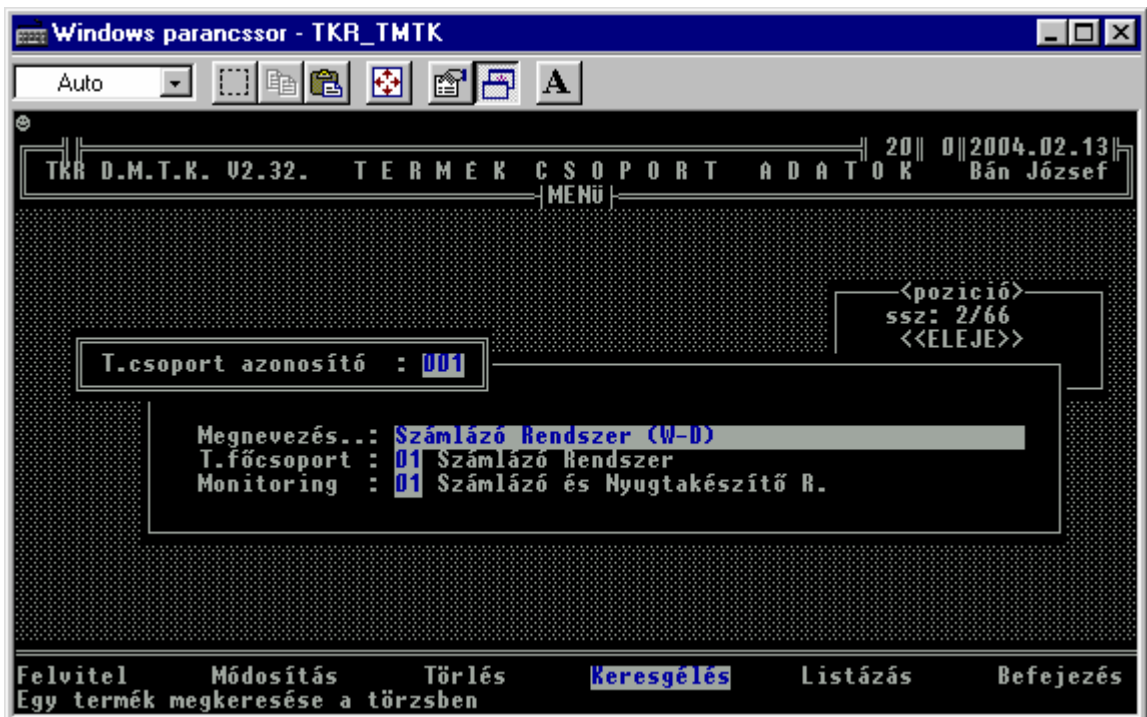 Windows parancssor - TKR_TMTK
Auto
A
20 0 2004.02.13
TKR D.M.T.K. V2.32. T E R M É K C S O P O R T A D A T O K Bán József
MENÜ
<pozició>
ssz: 2/66
<<ELEJE>>
T.csoport azonosító : 001
Megnevezés..: Számlázó Rendszer (W-D)
T.főcsoport : 01 Számlázó Rendszer
Monitoring : 01 Számlázó és Nyugtakészítő R.
Felvitel Módosítás Törlés Keresgélés Listázás Befejezés
Egy termék megkeresése a törzsben